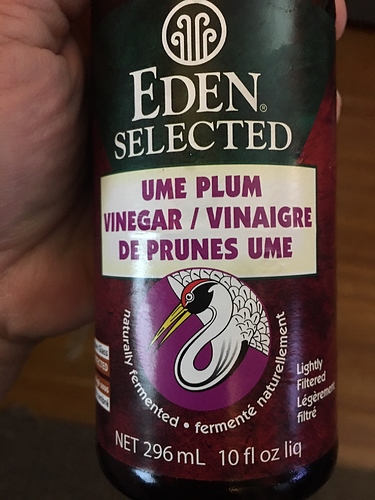 EDEN®
SELECTED
UME PLUM
VINEGAR / VINAIGRE
DE PRUNES UME
naturally fermented • fermenté naturellement
Lightly
Filtered
Légèrement
filtré
NET 296 mL 10 fl oz liq